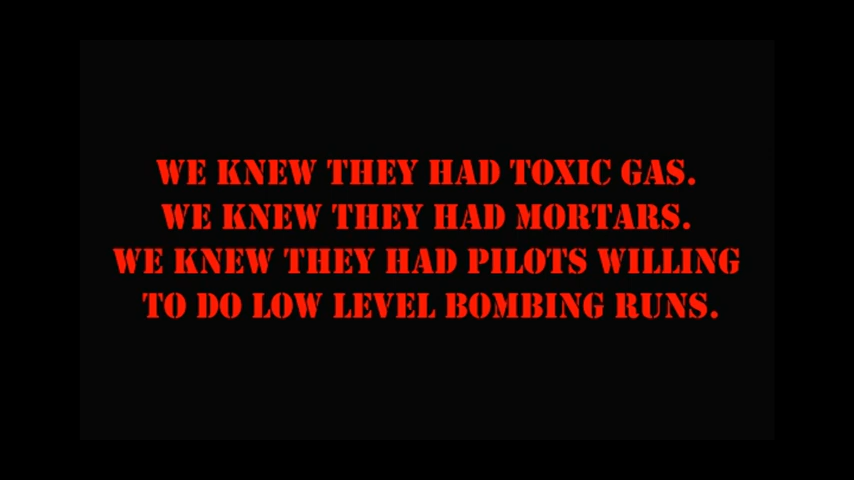 WE KNEW THEY HAD TOXIC GAS.
WE KNEW THEY HAD MORTARS.
WE KNEW THEY HAD PILOTS WILLING
TO DO LOW LEVEL BOMBING RUNS.